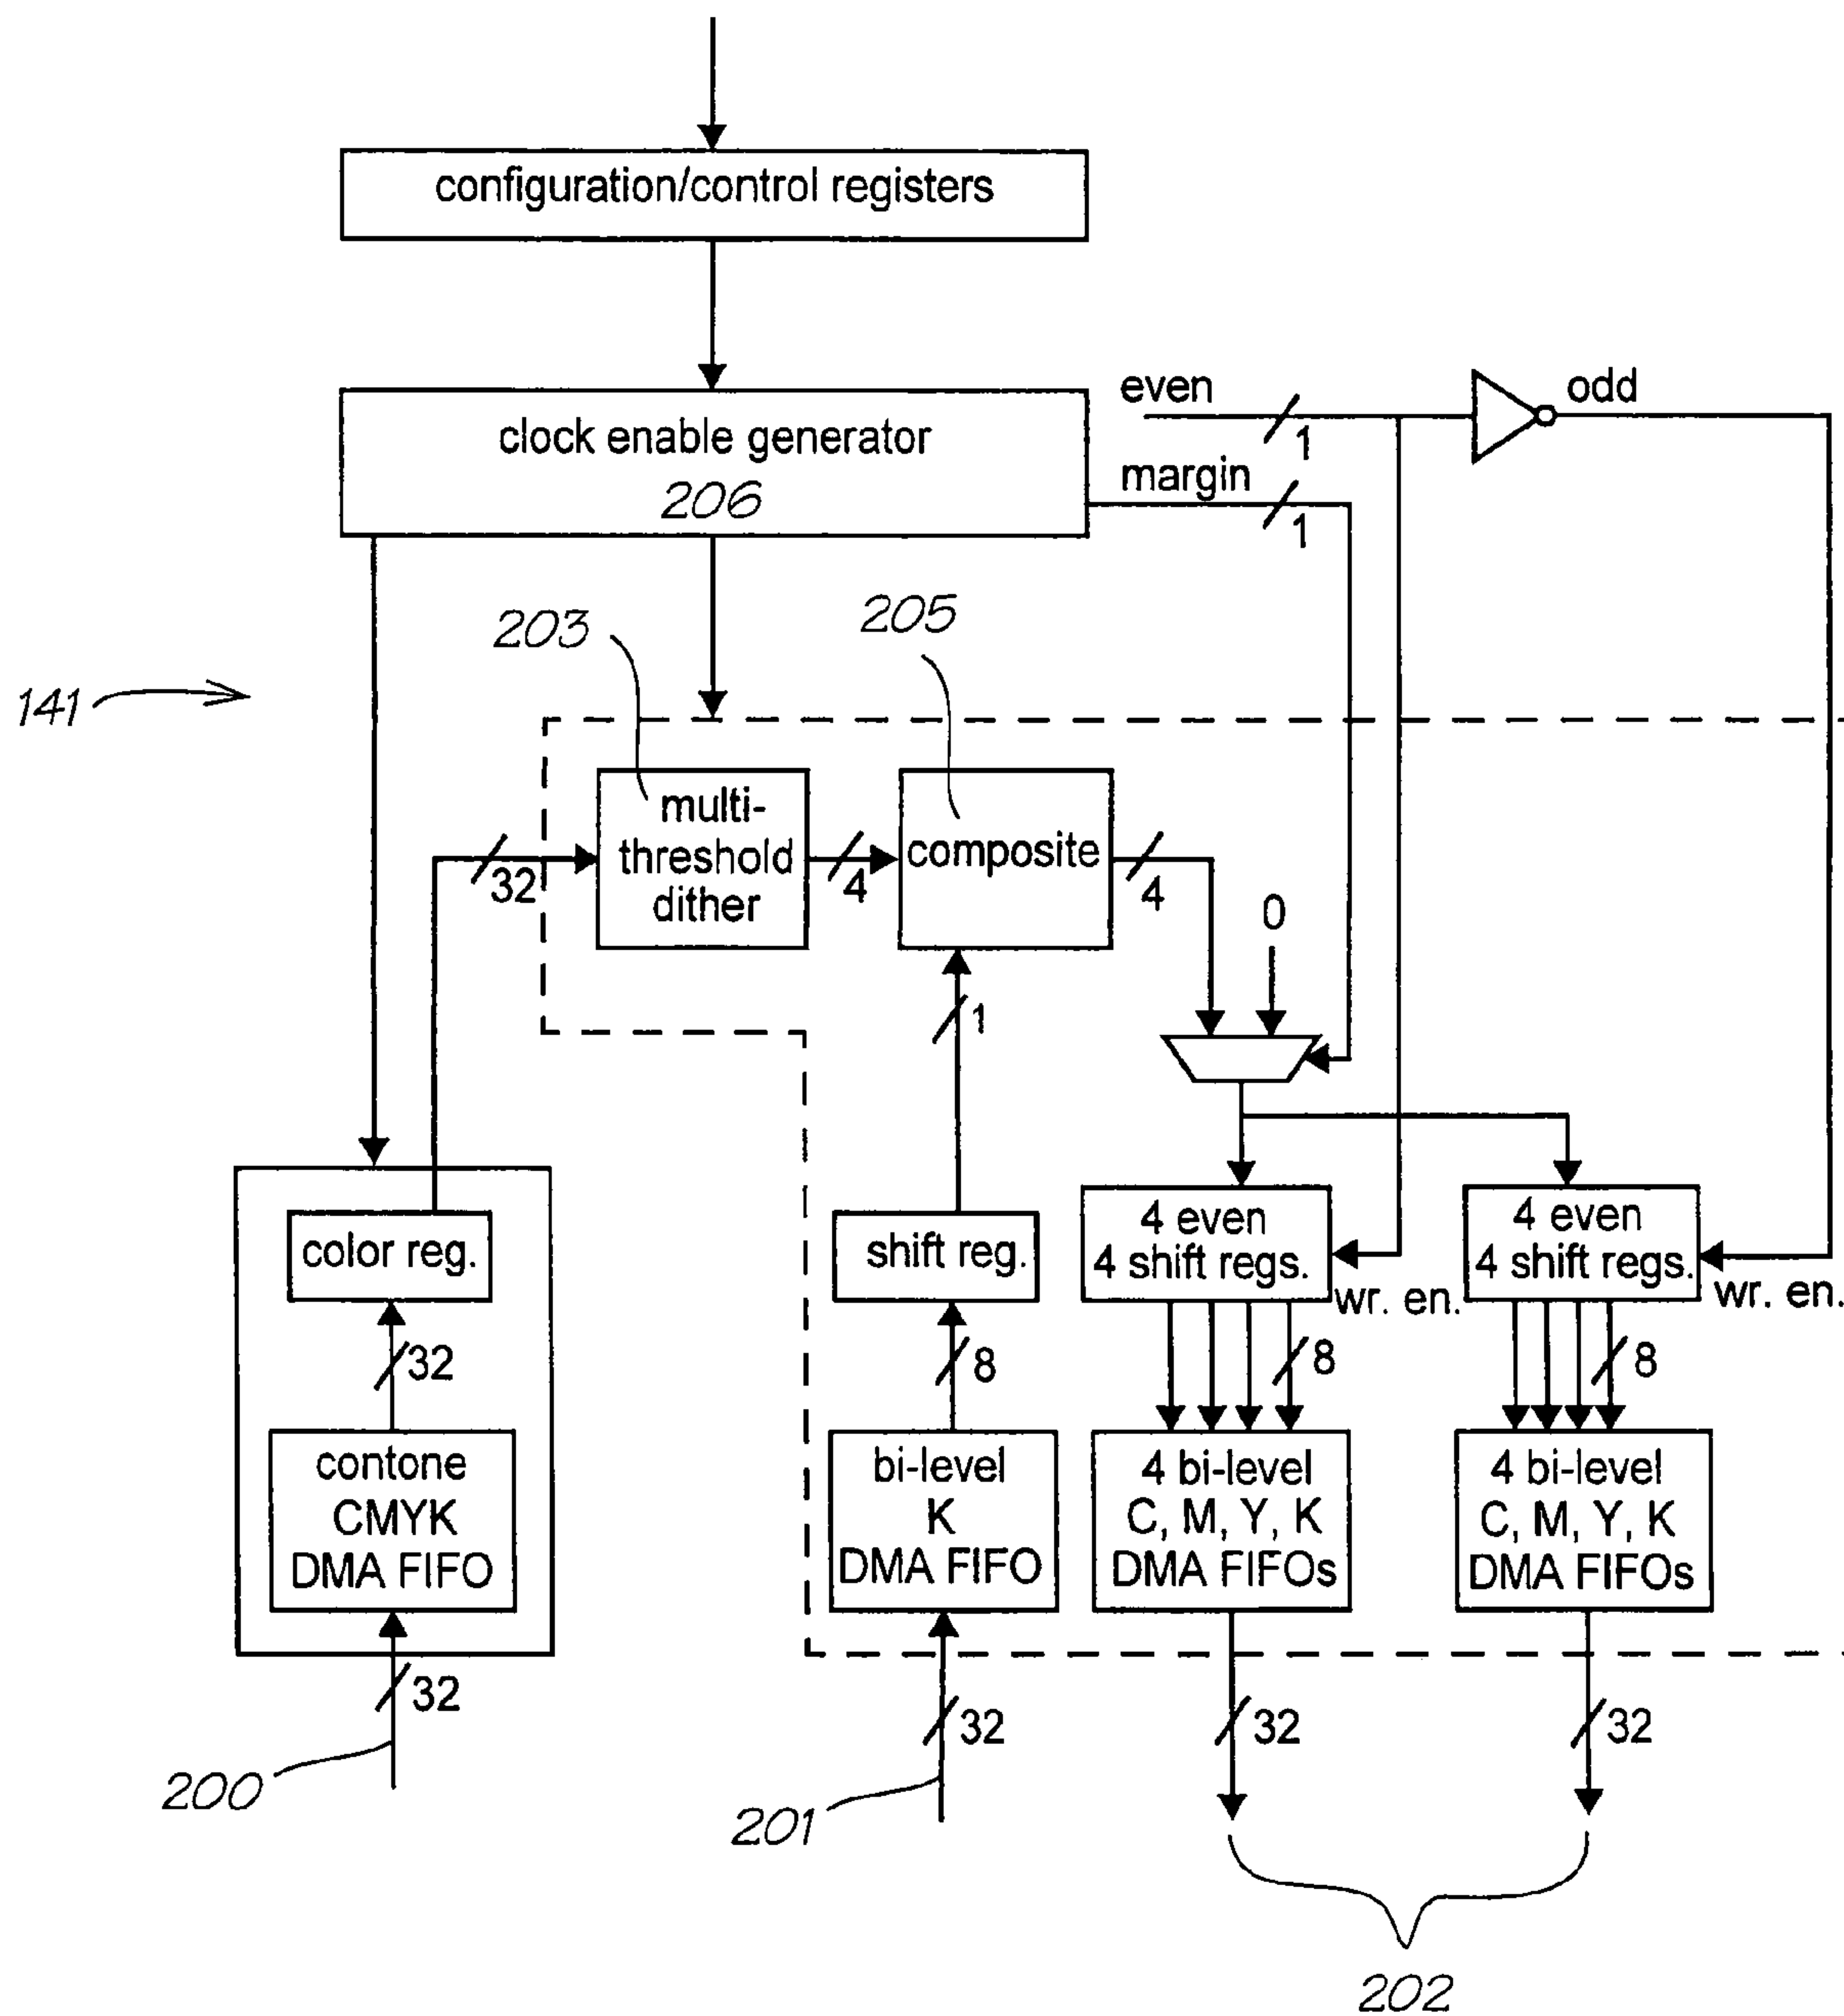 configuration/control registers
clock enable generator
206
even
1
odd
margin
1
141
203
205
32
multi-
threshold
dither
4
composite
4
0
1
color reg.
shift reg.
4 even
4 shift regs.
wr. en.
4 even
4 shift regs.
wr. en.
32
8
8
8
contone
CMYK
DMA FIFO
bi-level
K
DMA FIFO
4 bi-level
C, M, Y, K
DMA FIFOs
4 bi-level
C, M, Y, K
DMA FIFOs
32
32
32
32
200
201
202